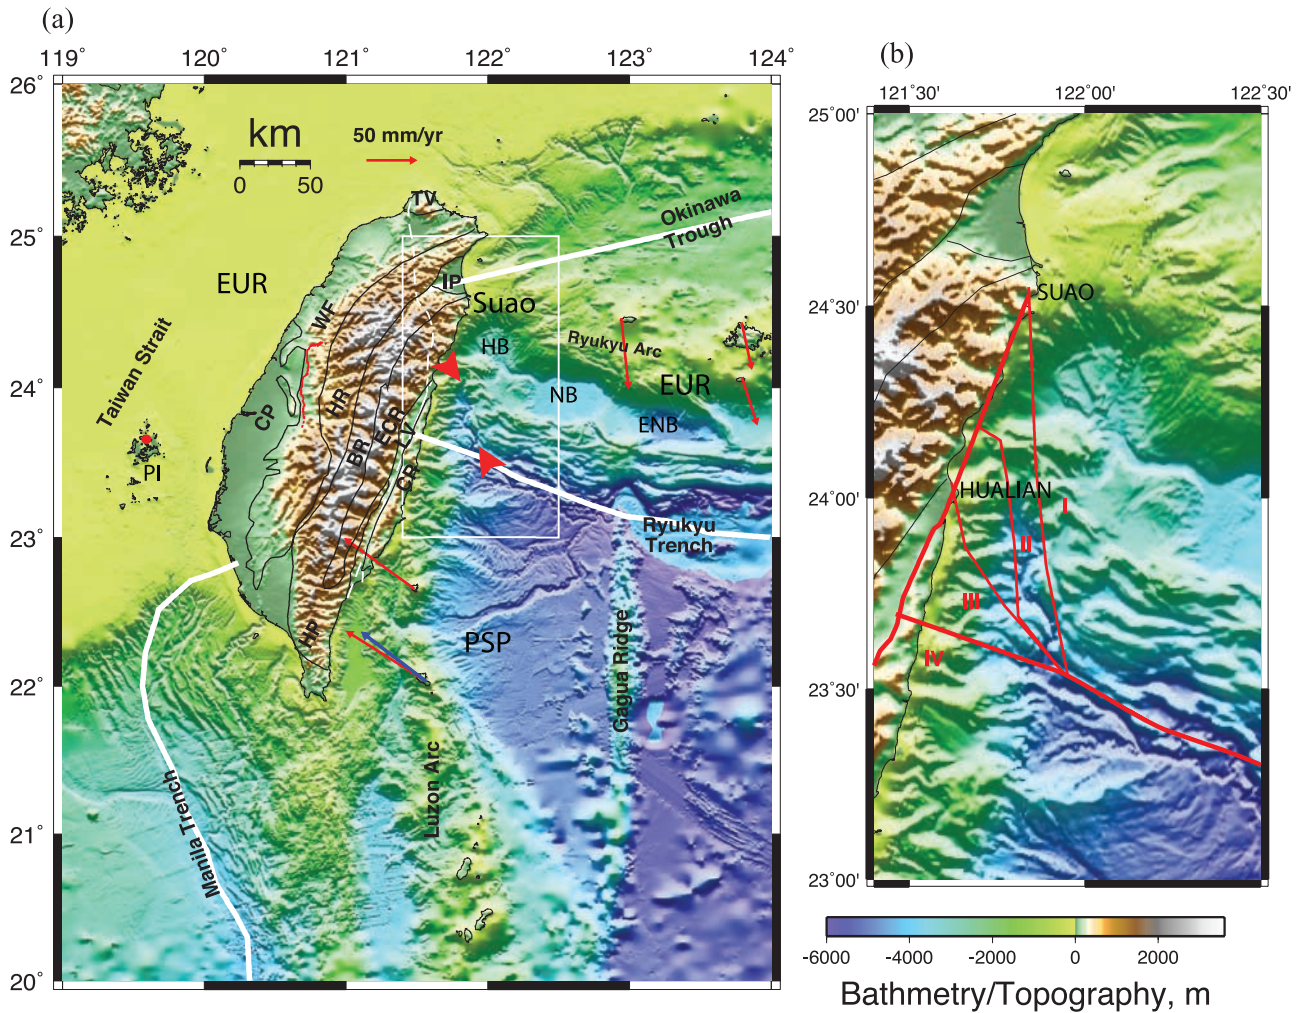 (a)
119°
120°
121°
122°
123°
124°
26°
25°
24°
23°
22°
21°
20°
km
0
50
50 mm/yr
TV
Okinawa
Trough
EUR
IP
Suao
WF
Taiwan Strait
HB
Ryukyu Arc
EUR
NB
ENB
HR
CP
BR
ECR
LV
CR
PI
Ryukyu
Trench
HP
PSP
Gagua Ridge
Luzon Arc
Manila Trench
(b)
121°30'
122°00'
122°30'
25°00'
24°30'
24°00'
23°30'
23°00'
SUAO
HUALIAN
I
II
III
IV
-6000
-4000
-2000
0
2000
Bathmetry/Topography, m